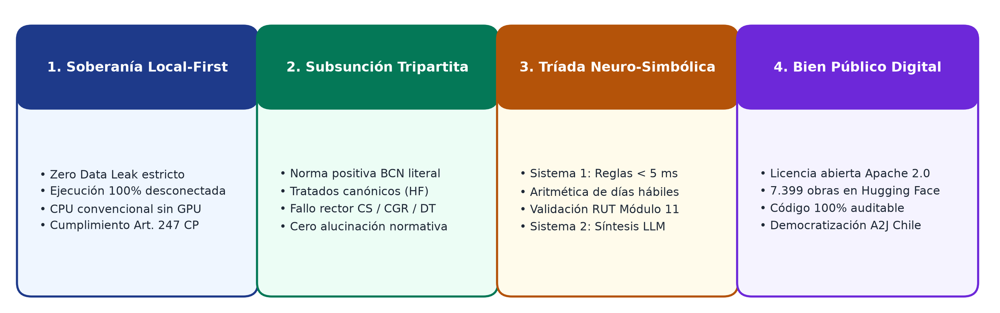 1. Soberanía Local-First
• Zero Data Leak estricto
• Ejecución 100% desconectada
• CPU convencional sin GPU
• Cumplimiento Art. 247 CP
2. Subsunción Tripartita
• Norma positiva BCN literal
• Tratados canónicos (HF)
• Fallo rector CS / CGR / DT
• Cero alucinación normativa
3. Tríada Neuro-Simbólica
• Sistema 1: Reglas < 5 ms
• Aritmética de días hábiles
• Validación RUT Módulo 11
• Sistema 2: Síntesis LLM
4. Bien Público Digital
• Licencia abierta Apache 2.0
• 7.399 obras en Hugging Face
• Código 100% auditable
• Democratización A2J Chile